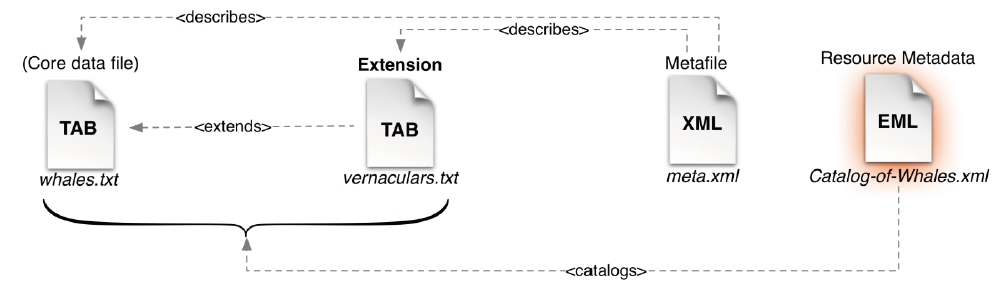 <describes>
<describes>
(Core data file)
Extension
Metafile
Resource Metadata
TAB
<extends>
TAB
XML
EML
whales.txt
vernaculars.txt
meta.xml
Catalog-of-Whales.xml
<catalogs>